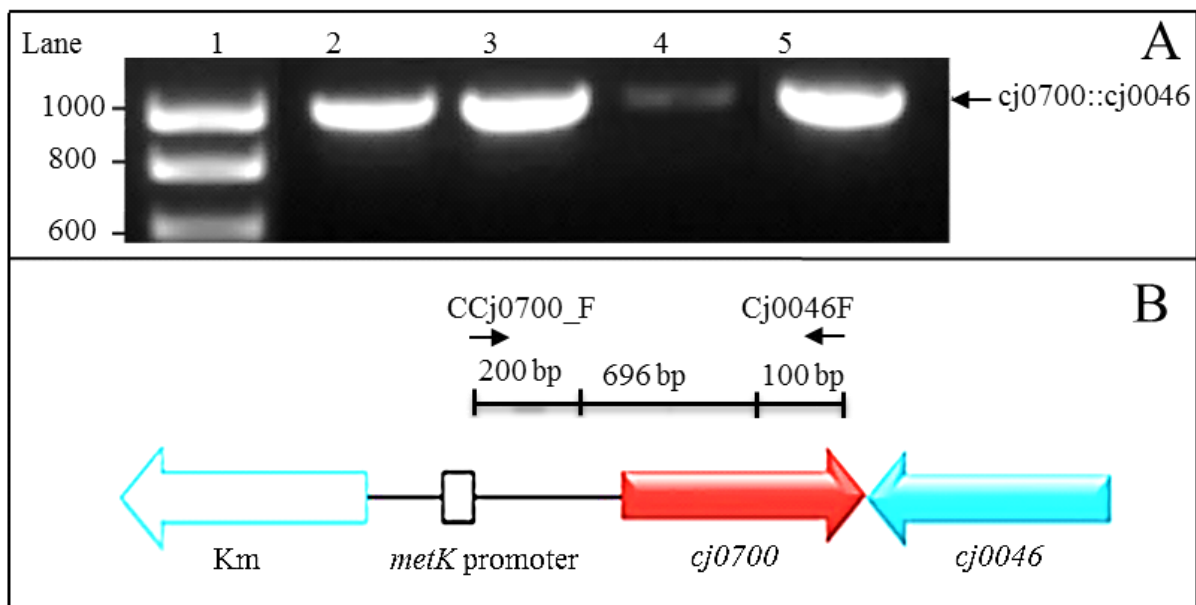 Lane 1 2 3 4 5 A
1000
cj0700::cj0046
800
600
B
CCj0700_F Cj0046F
200 bp 696 bp 100 bp
Km metK promoter cj0700 cj0046